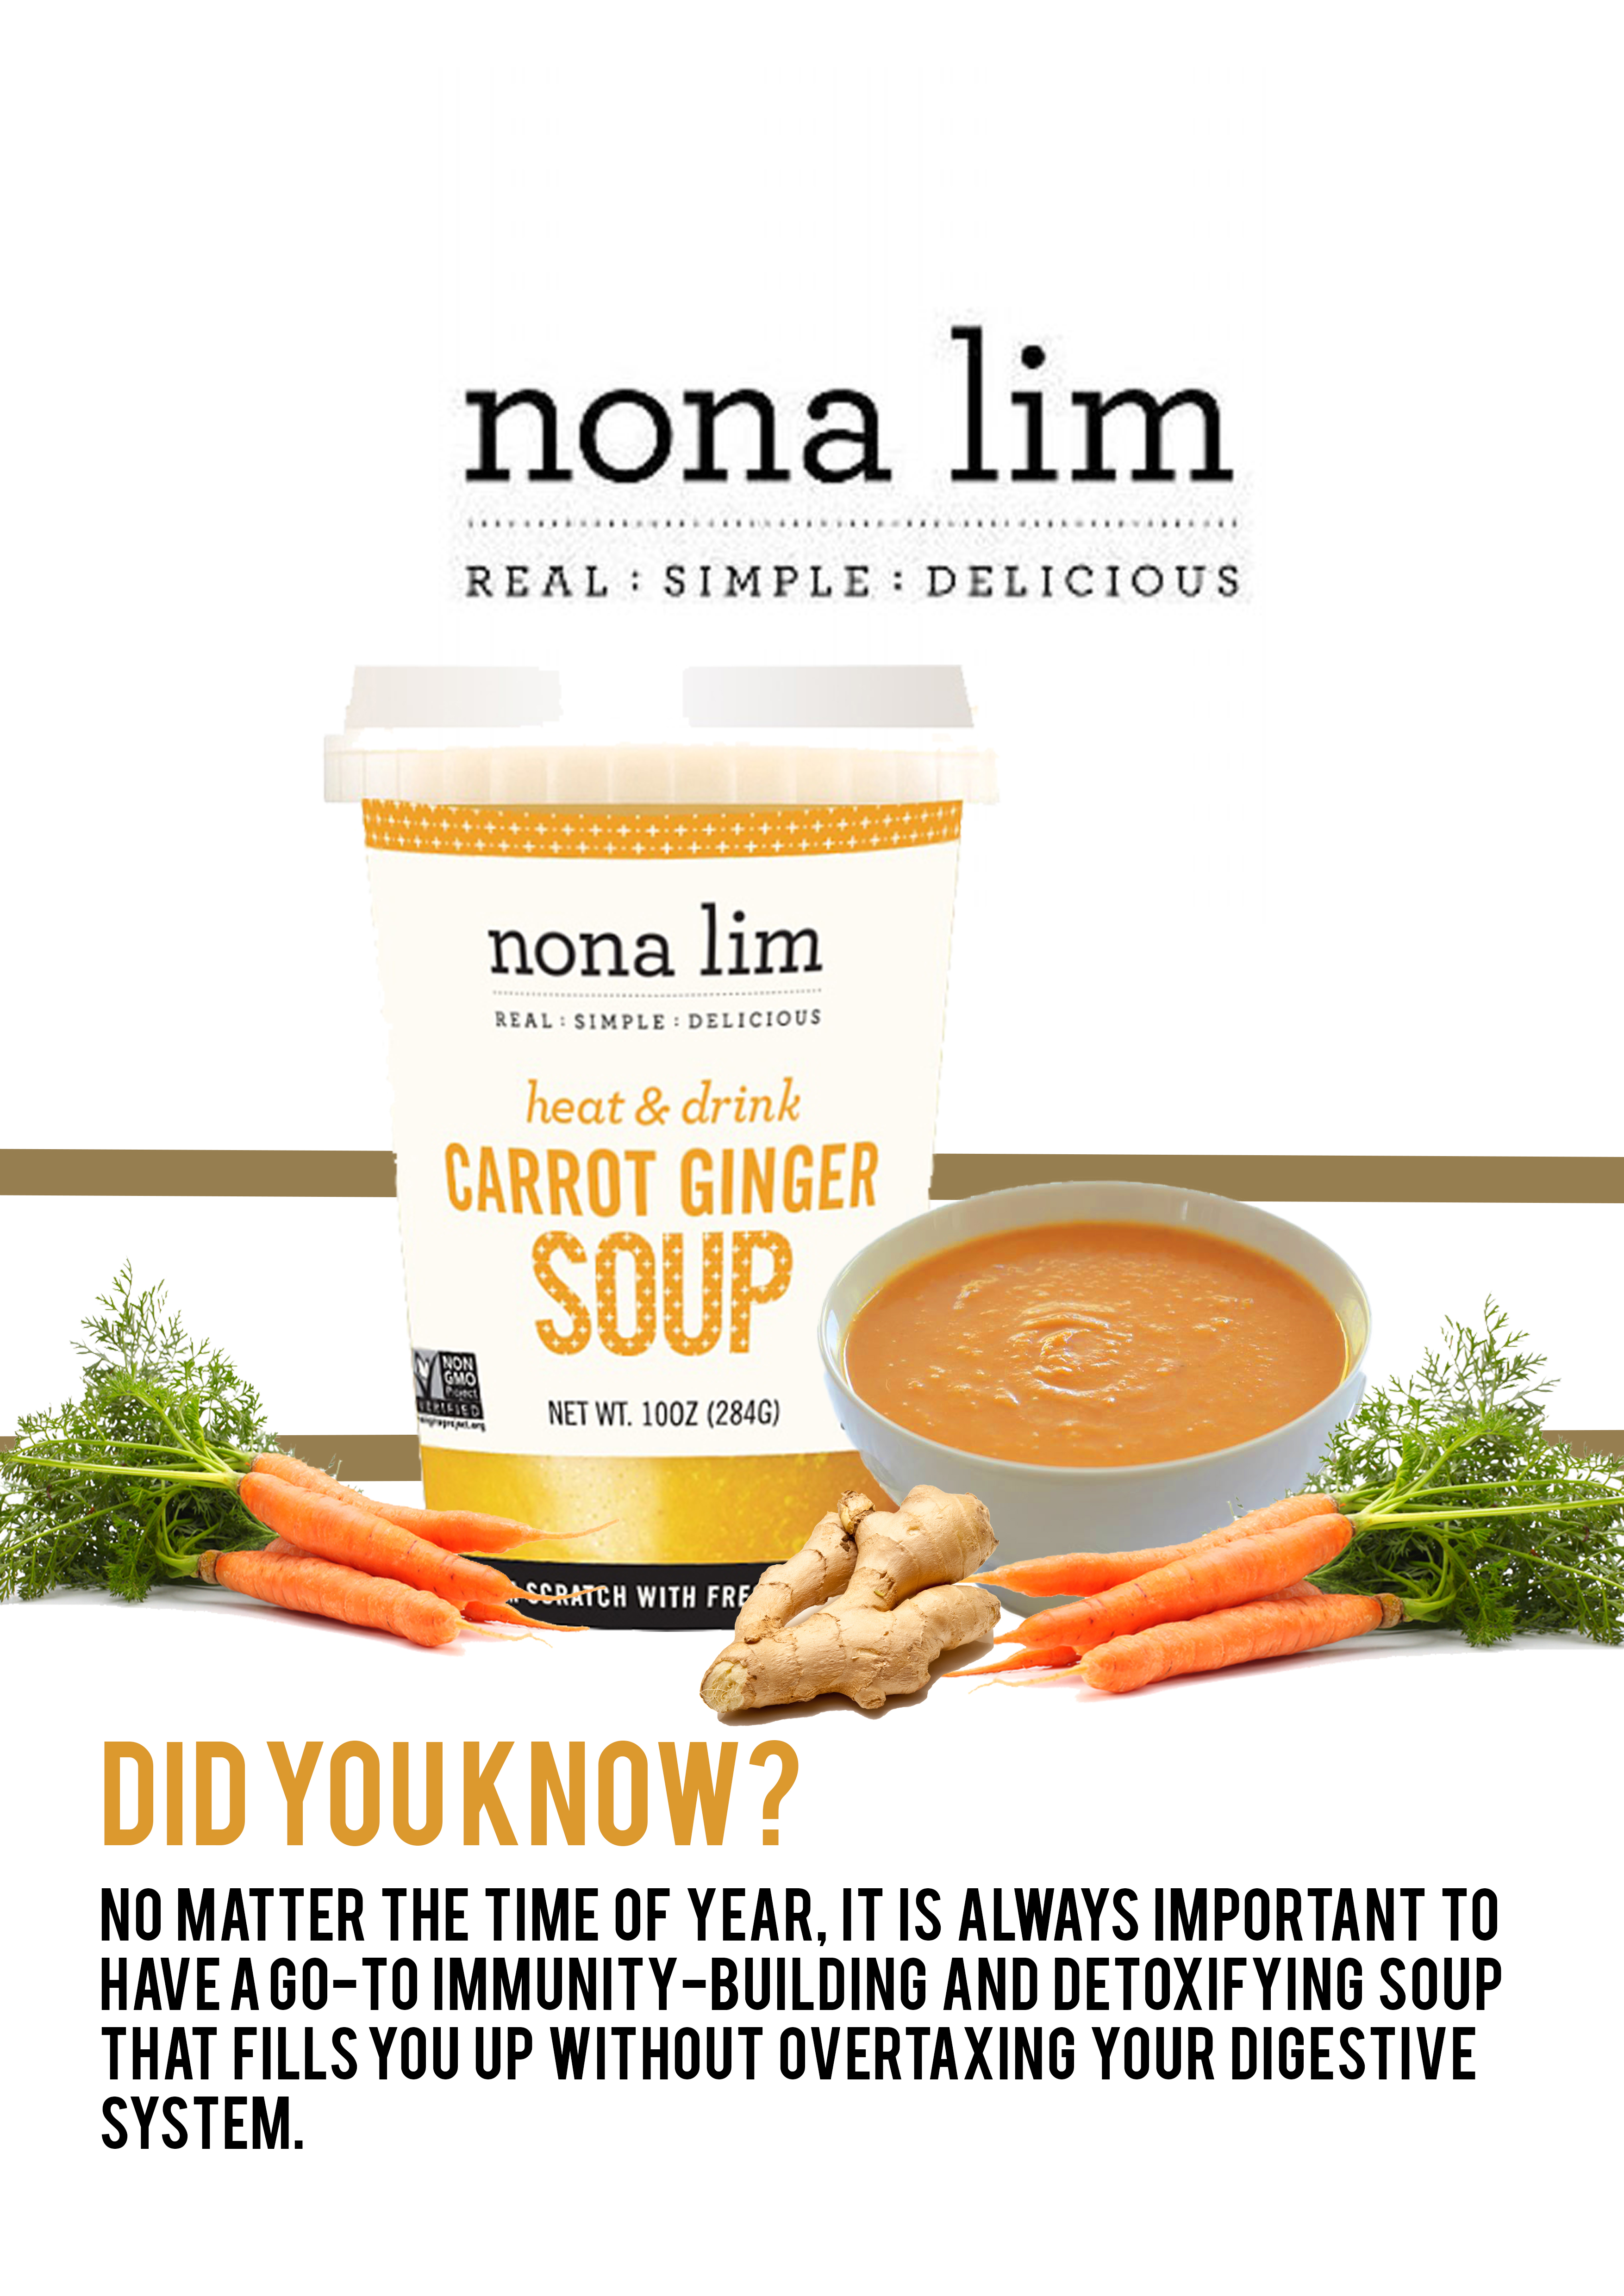 nona lim
REAL : SIMPLE : DELICIOUS
nona lim
REAL : SIMPLE : DELICIOUS
heat & drink
CARROT GINGER
SOUP
NON
GMO
Project
VERIFIED
NET WT. 10OZ (284G)
SCRATCH WITH
DID YOU KNOW?
NO MATTER THE TIME OF YEAR, IT IS ALWAYS IMPORTANT TO
HAVE A GO-TO IMMUNITY-BUILDING AND DETOXIFYING SOUP
THAT FILLS YOU UP WITHOUT OVERTAXING YOUR DIGESTIVE
SYSTEM.